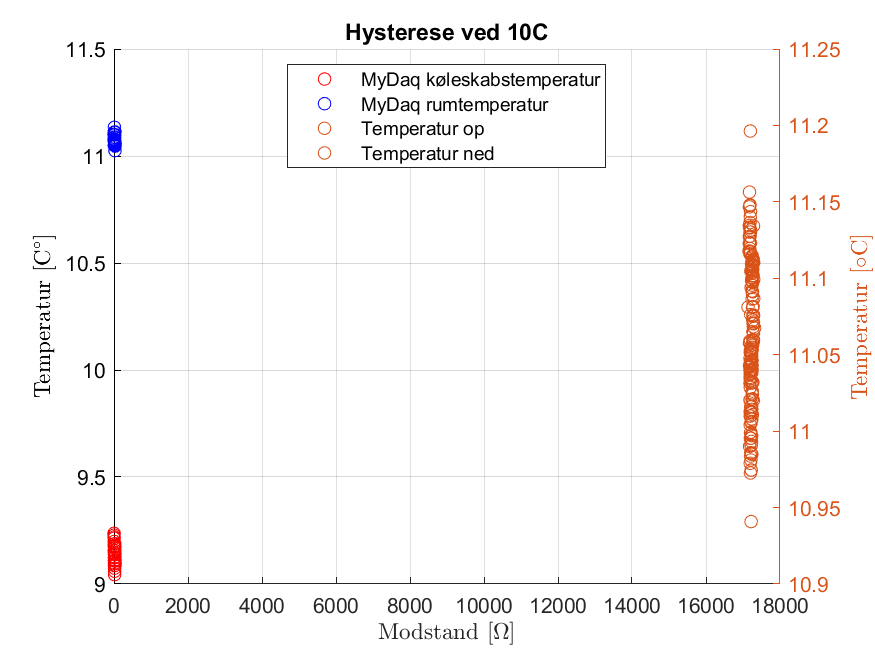 Hysterese ved 10C
11.5
11
10.5
10
9.5
9
Temperatur [C°]
MyDaq køleskabstemperatur
MyDaq rumtemperatur
Temperatur op
Temperatur ned
11.25
11.2
11.15
11.1
11.05
11
10.95
10.9
Temperatur [∘C]
0 2000 4000 6000 8000 10000 12000 14000 16000 18000
Modstand [Ω]